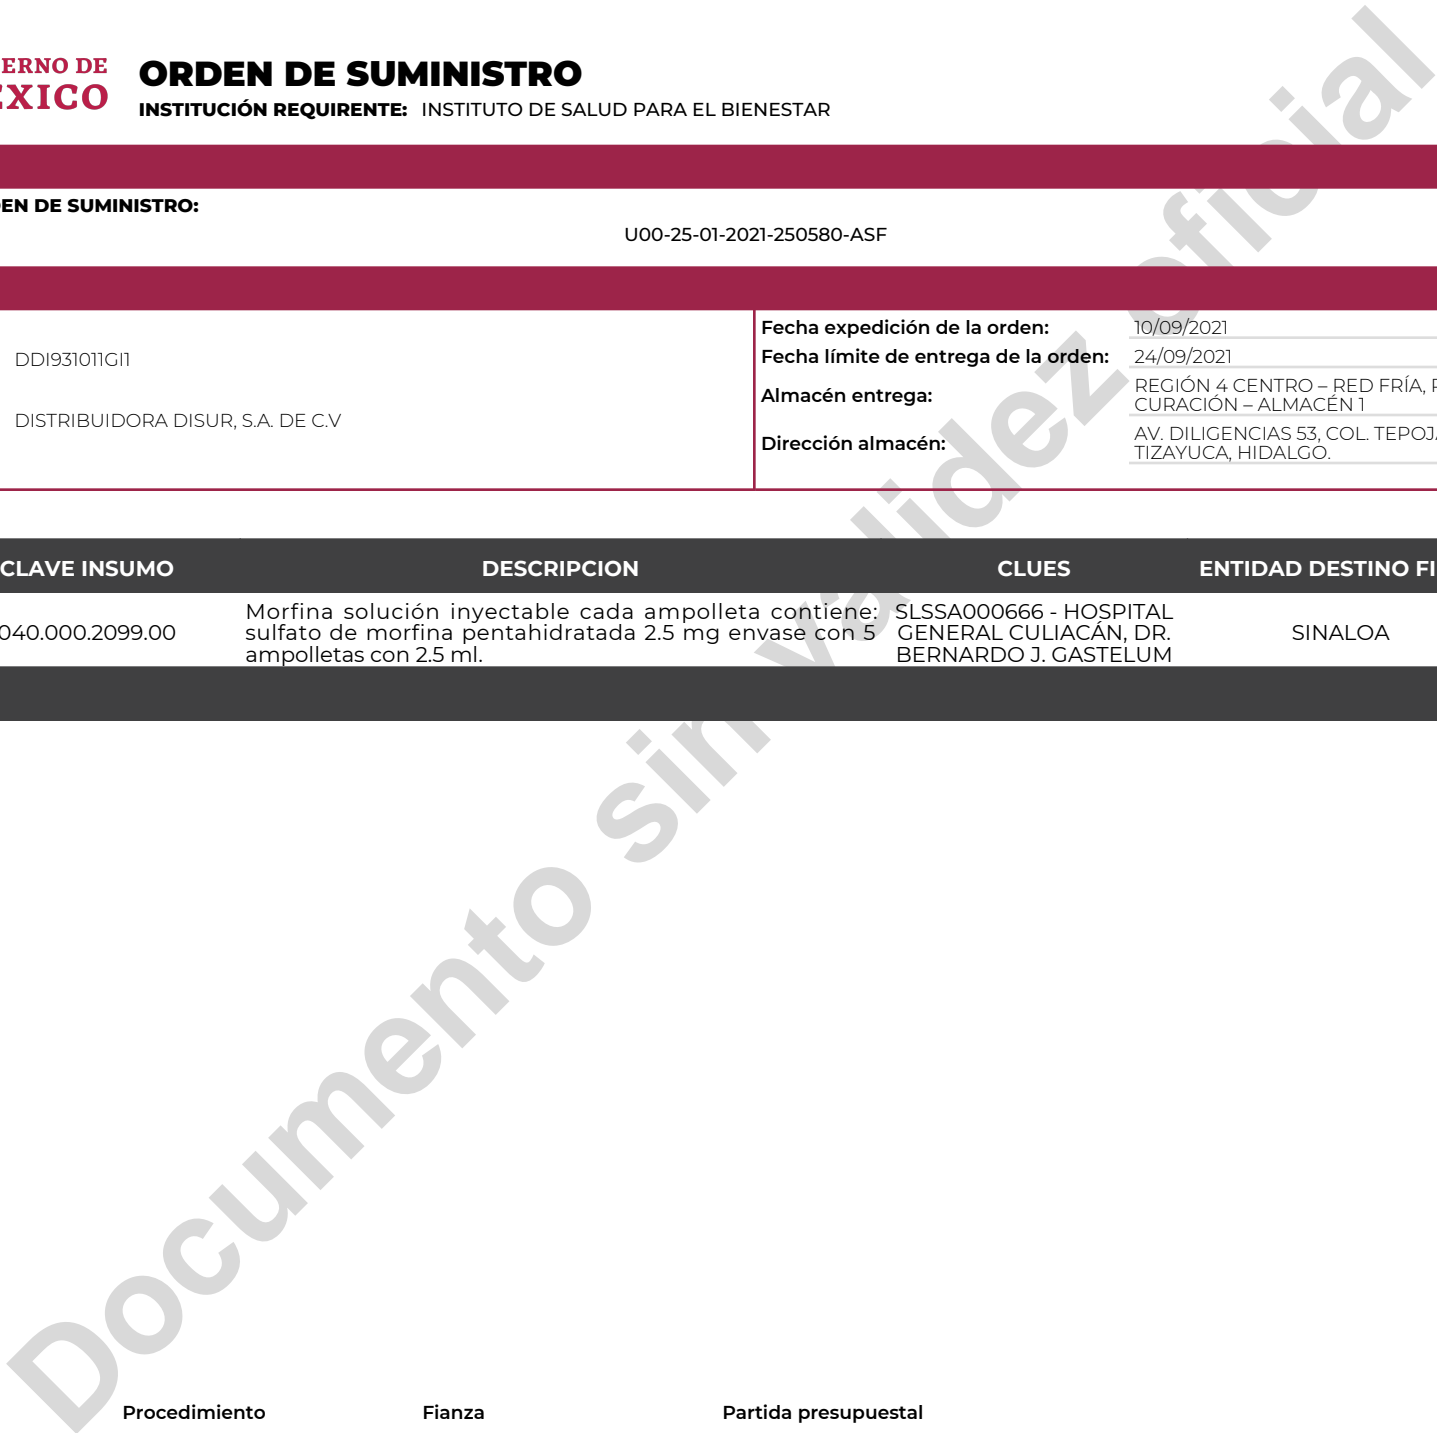 ERNO DE
EXICO
ORDEN DE SUMINISTRO
INSTITUCIÓN REQUIRENTE: INSTITUTO DE SALUD PARA EL BIENESTAR
EN DE SUMINISTRO:
U00-25-01-2021-250580-ASF
DDI931011GI1
DISTRIBUIDORA DISUR, S.A. DE C.V
Fecha expedición de la orden: 10/09/2021
Fecha límite de entrega de la orden: 24/09/2021
Almacén entrega: REGIÓN 4 CENTRO – RED FRÍA,
CURACIÓN – ALMACÉN 1
Dirección almacén: AV. DILIGENCIAS 53, COL. TEPOJA
TIZAYUCA, HIDALGO.
CLAVE INSUMO DESCRIPCION CLUES ENTIDAD DESTINO FI
040.000.2099.00
Morfina solución inyectable cada ampolleta contiene:
sulfato de morfina pentahidratada 2.5 mg envase con 5
ampolletas con 2.5 ml.
SLSSA000666 - HOSPITAL
GENERAL CULIACÁN, DR.
BERNARDO J. GASTELUM
SINALOA
Documento sin validez oficial
Procedimiento Fianza Partida presupuestal